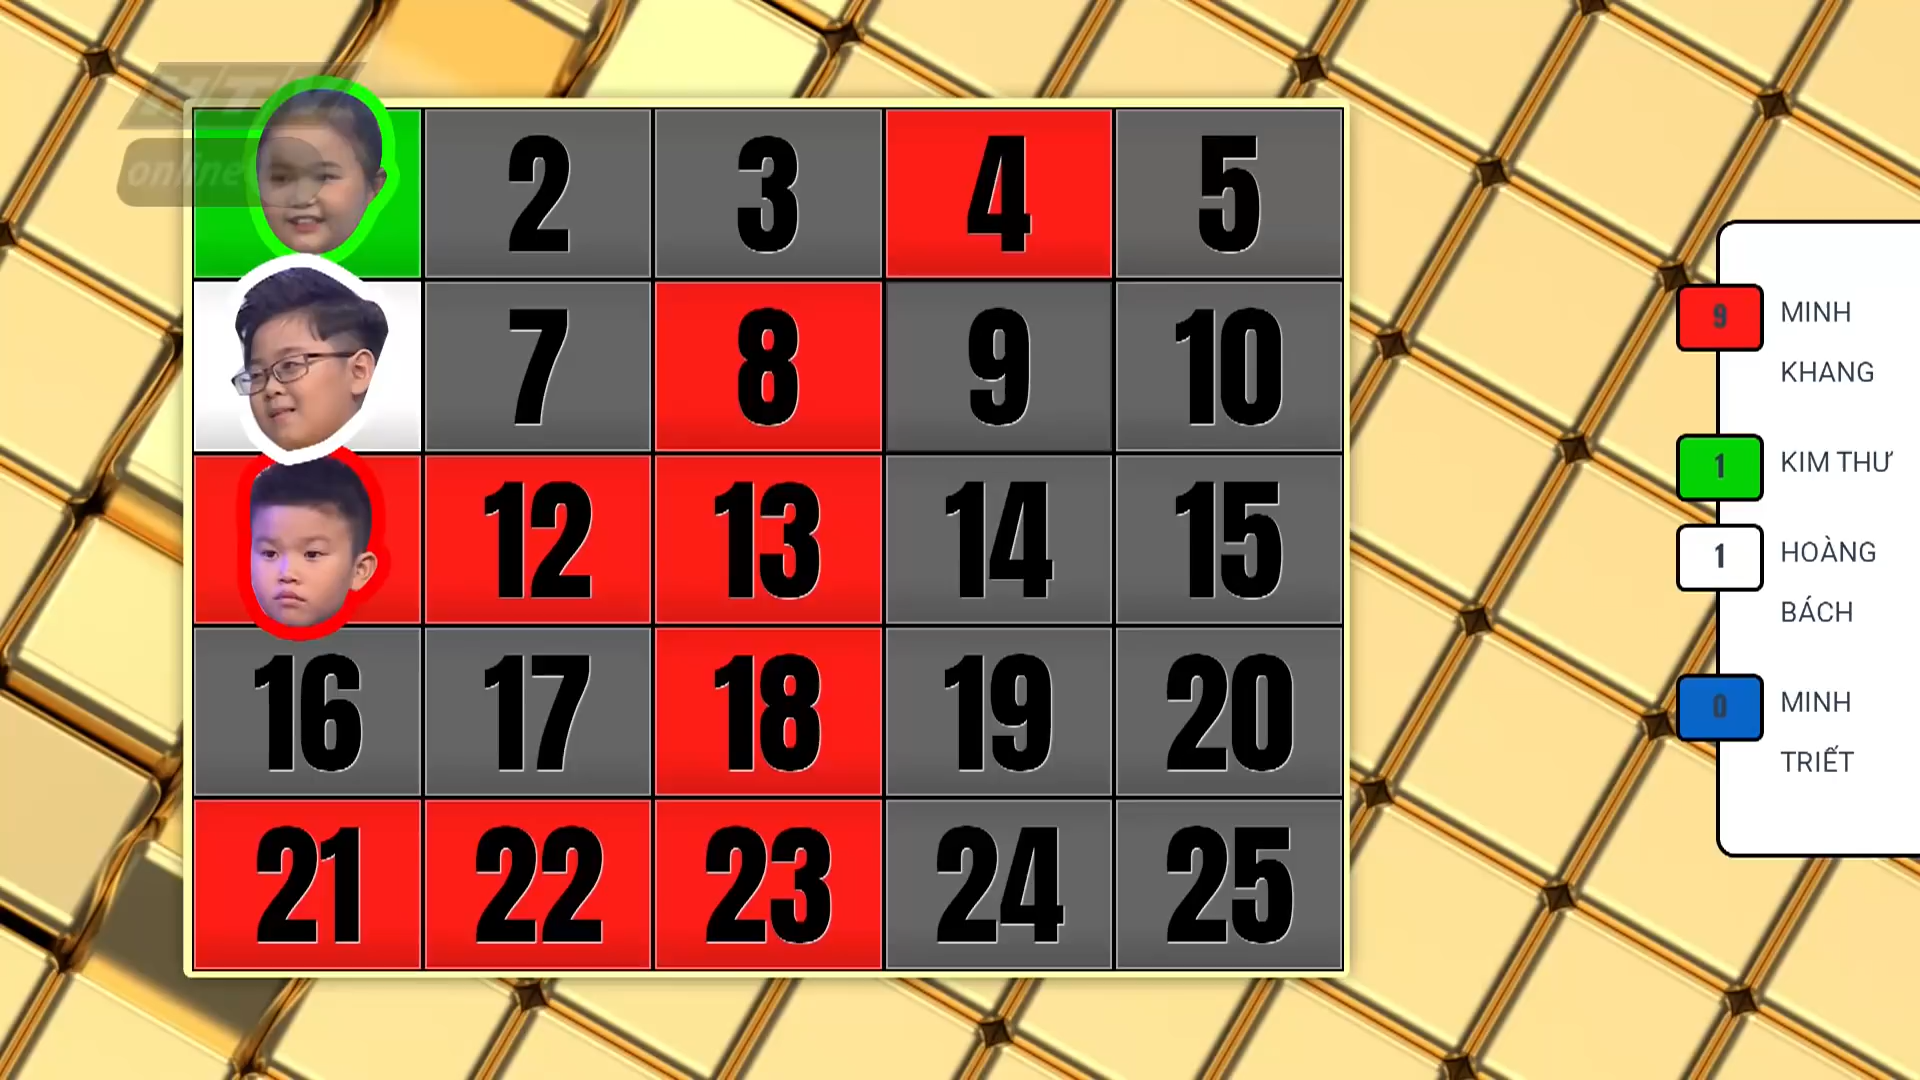 HTV
online
2 3 4 5
7 8 9 10
12 13 14 15
16 17 18 19 20
21 22 23 24 25
9 MINH
KHANG
1 KIM THƯ
1 HOÀNG
BÁCH
0 MINH
TRIẾT